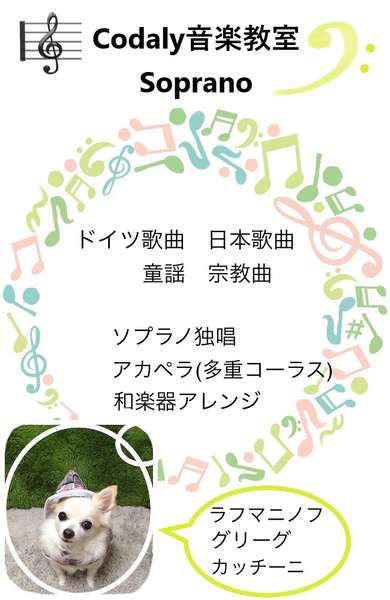 Codaly音楽教室
Soprano
ドイツ歌曲　日本歌曲
童謡　宗教曲
ソプラノ独唱
アカペラ(多重コーラス)
和楽器アレンジ
ラフマニノフ
グリーグ
カッチーニ